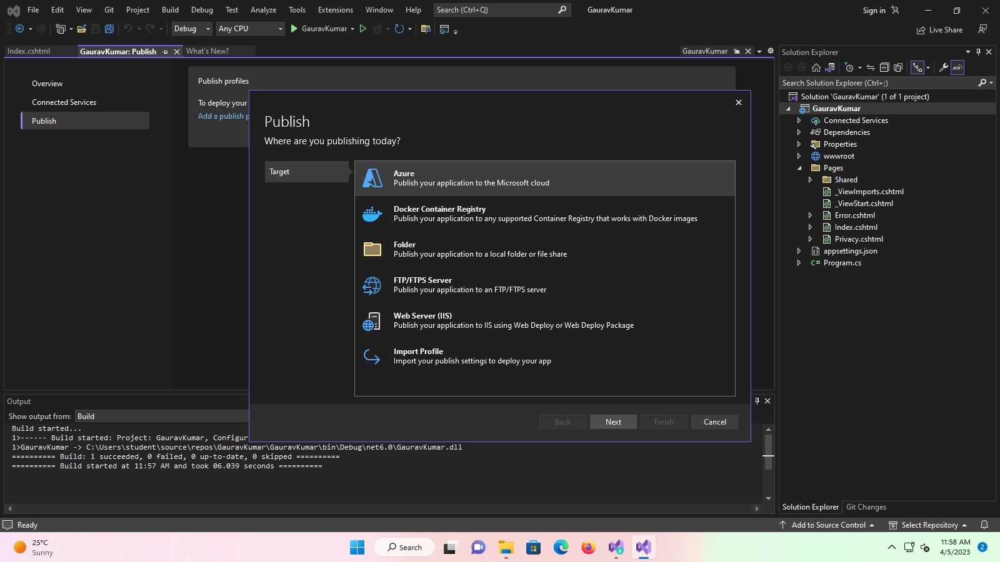 File Edit View Git Project Build Debug Test Analyze Tools Extensions Window Help Search (Ctrl+Q) GauravKumar Sign in
Debug Any CPU GauravKumar Live Share
Index.cshtml GauravKumar: Publish What's New? GauravKumar
Overview
Connected Services
Publish
Publish profiles
To deploy your
Add a publish p
Publish
Where are you publishing today?
Target
Azure
Publish your application to the Microsoft cloud
Docker Container Registry
Publish your application to any supported Container Registry that works with Docker images
Folder
Publish your application to a local folder or file share
FTP/FTPS Server
Publish your application to an FTP/FTPS server
Web Server (IIS)
Publish your application to IIS using Web Deploy or Web Deploy Package
Import Profile
Import your publish settings to deploy your app
Back Next Finish Cancel
Solution Explorer
Search Solution Explorer (Ctrl+;)
Solution 'GauravKumar' (1 of 1 project)
GauravKumar
Connected Services
Dependencies
Properties
wwwroot
Pages
Shared
_ViewImports.cshtml
_ViewStart.cshtml
Error.cshtml
Index.cshtml
Privacy.cshtml
appsettings.json
C# Program.cs
Solution Explorer Git Changes
Output
Show output from: Build
Build started...
1>------ Build started: Project: GauravKumar, Configur
1>GauravKumar -> C:\Users\student\source\repos\GauravKumar\GauravKumar\bin\Debug\net6.0\GauravKumar.dll
========== Build: 1 succeeded, 0 failed, 0 up-to-date, 0 skipped ==========
========== Build started at 11:57 AM and took 06.039 seconds ==========
Ready Add to Source Control Select Repository
25°C
Sunny
Search
11:58 AM
4/5/2023
2